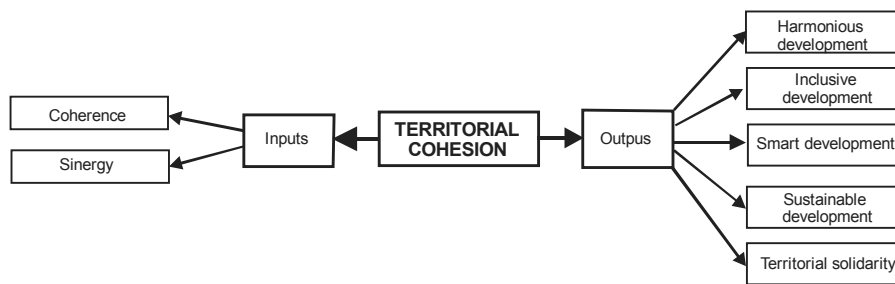 Coherence
Sinergy
Inputs
TERRITORIAL
COHESION
Outpus
Harmonious
development
Inclusive
development
Smart development
Sustainable
development
Territorial solidarity